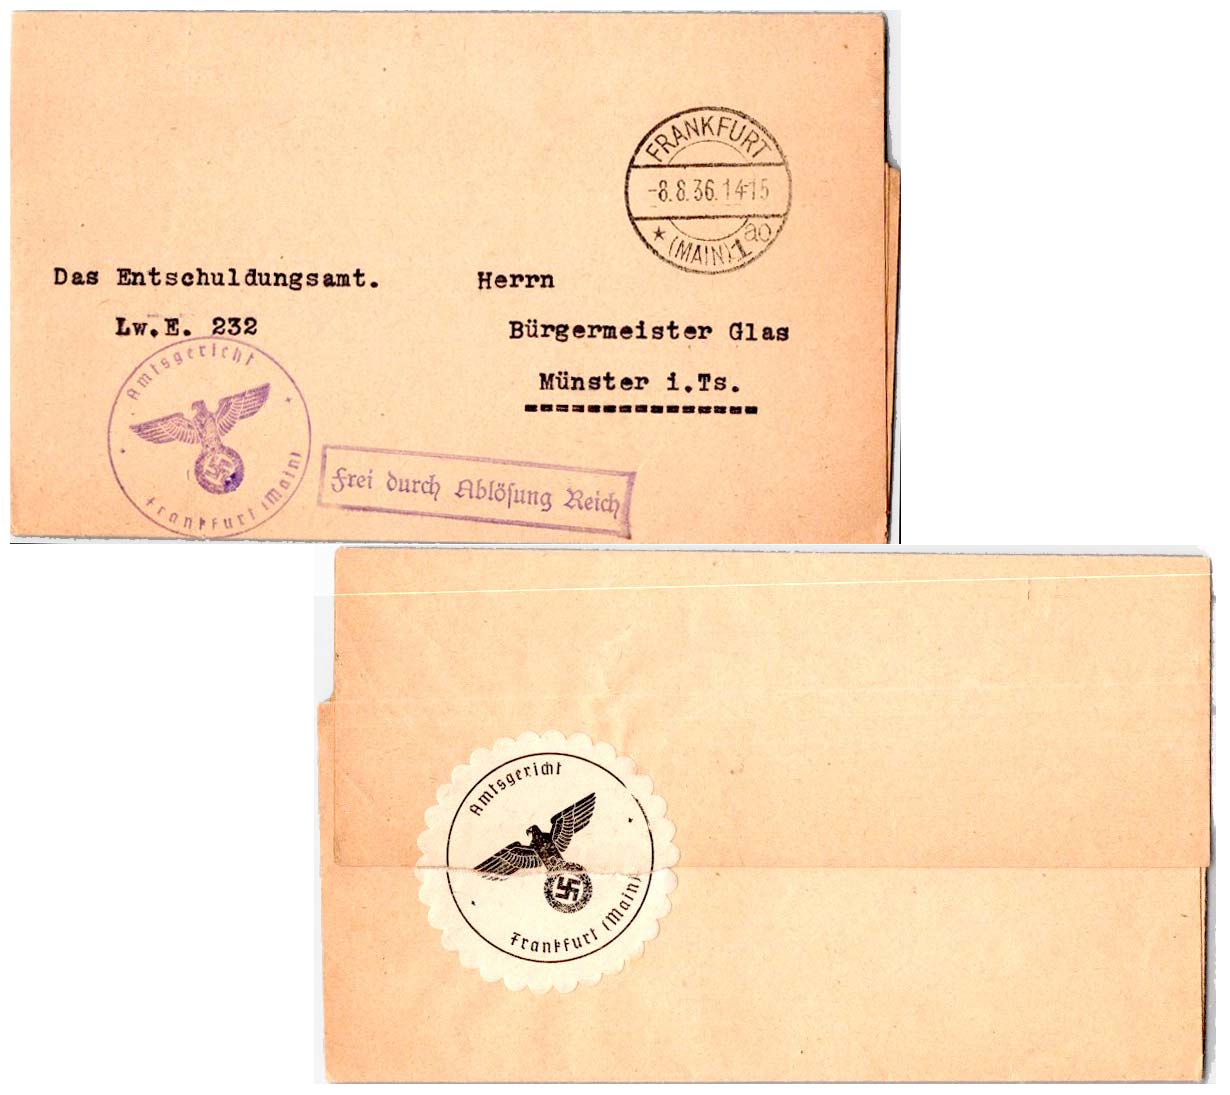 FRANKFURT
-8.8.36.14-15
* (MAIN) 1 ao
Das Entschuldungsamt.
Lw.E. 232
Herrn
Bürgermeister Glas
Münster i.Ts.
Amtsgericht
Frankfurt (Main)
Frei durch Ablösung Reich
Amtsgericht
Frankfurt (Main)